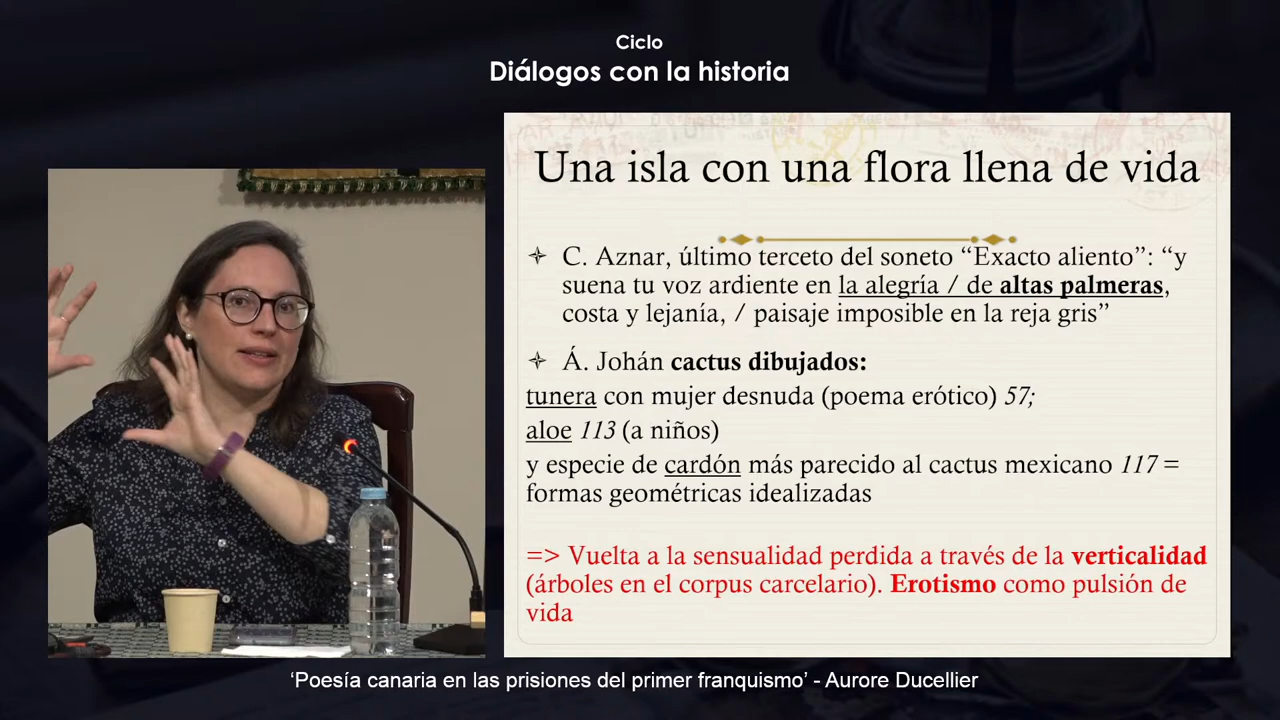 Ciclo
Diálogos con la historia
Una isla con una flora llena de vida
C. Aznar, último terceto del soneto “Exacto aliento”: “y
suena tu voz ardiente en la alegría / de altas palmeras,
costa y lejanía, / paisaje imposible en la reja gris”
Á. Johán cactus dibujados:
tunera con mujer desnuda (poema erótico) 57;
aloe 113 (a niños)
y especie de cardón más parecido al cactus mexicano 117 =
formas geométricas idealizadas
=> Vuelta a la sensualidad perdida a través de la verticalidad
(árboles en el corpus carcelario). Erotismo como pulsión de
vida
‘Poesía canaria en las prisiones del primer franquismo’ - Aurore Ducellier